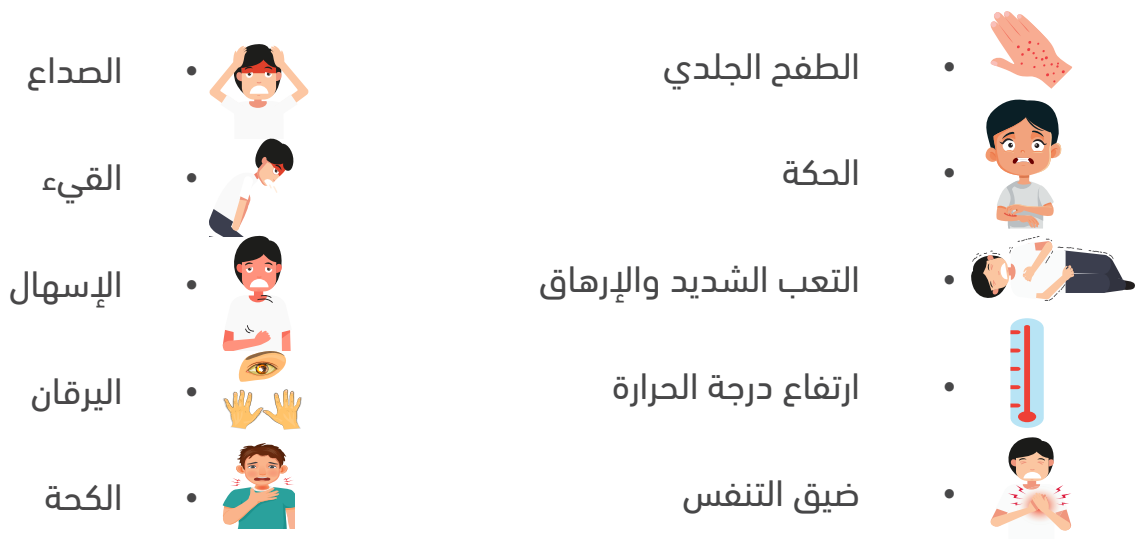 الطفح الجلدي
الحكة
التعب الشديد والإرهاق
ارتفاع درجة الحرارة
ضيق التنفس
الصداع
القيء
الإسهال
اليرقان
الكحة